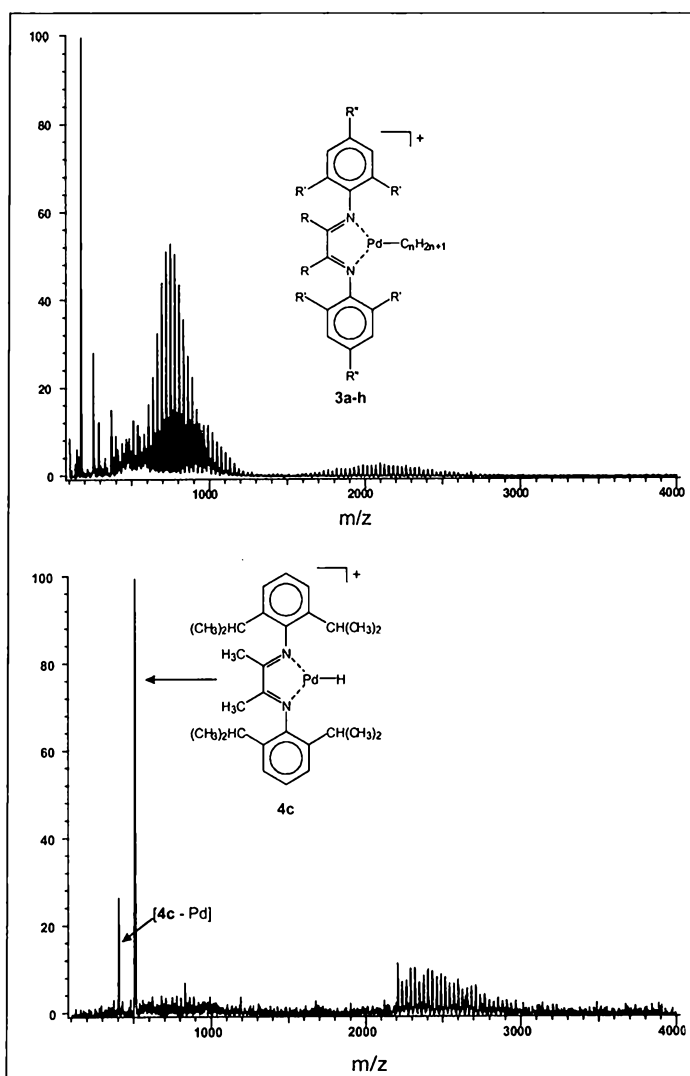 100
80
60
40
20
0
1000
2000
3000
4000
m/z
R"
+
R'
R'
R
N
Pd
CnH2n+1
R
N
R'
R'
R"
3a-h
100
80
60
40
20
0
1000
2000
3000
4000
m/z
+
(CH3)2HC
CH(CH3)2
H3C
N
Pd
H
H3C
N
(CH3)2HC
CH(CH3)2
4c
[4c - Pd]